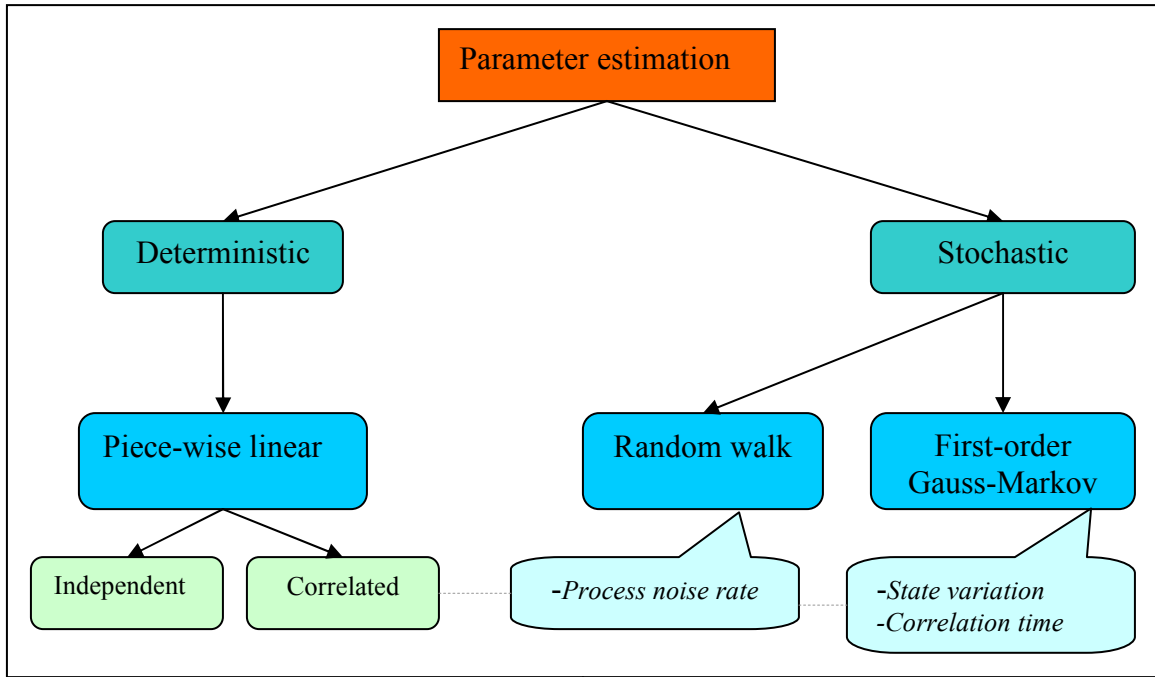 Parameter estimation
Deterministic
Stochastic
Piece-wise linear
Random walk
First-order
Gauss-Markov
Independent
Correlated
-Process noise rate
-State variation
-Correlation time